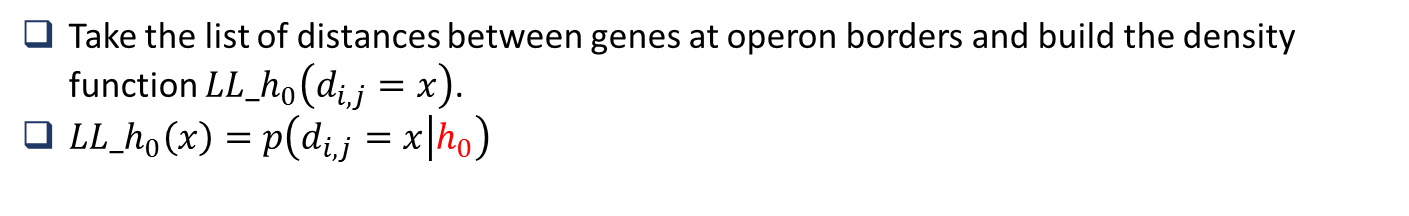 ❑ Take the list of distances between genes at operon borders and build the density
function LL_h₀(dᵢ,ⱼ = x).
❑ LL_h₀(x) = p(dᵢ,ⱼ = x|h₀)